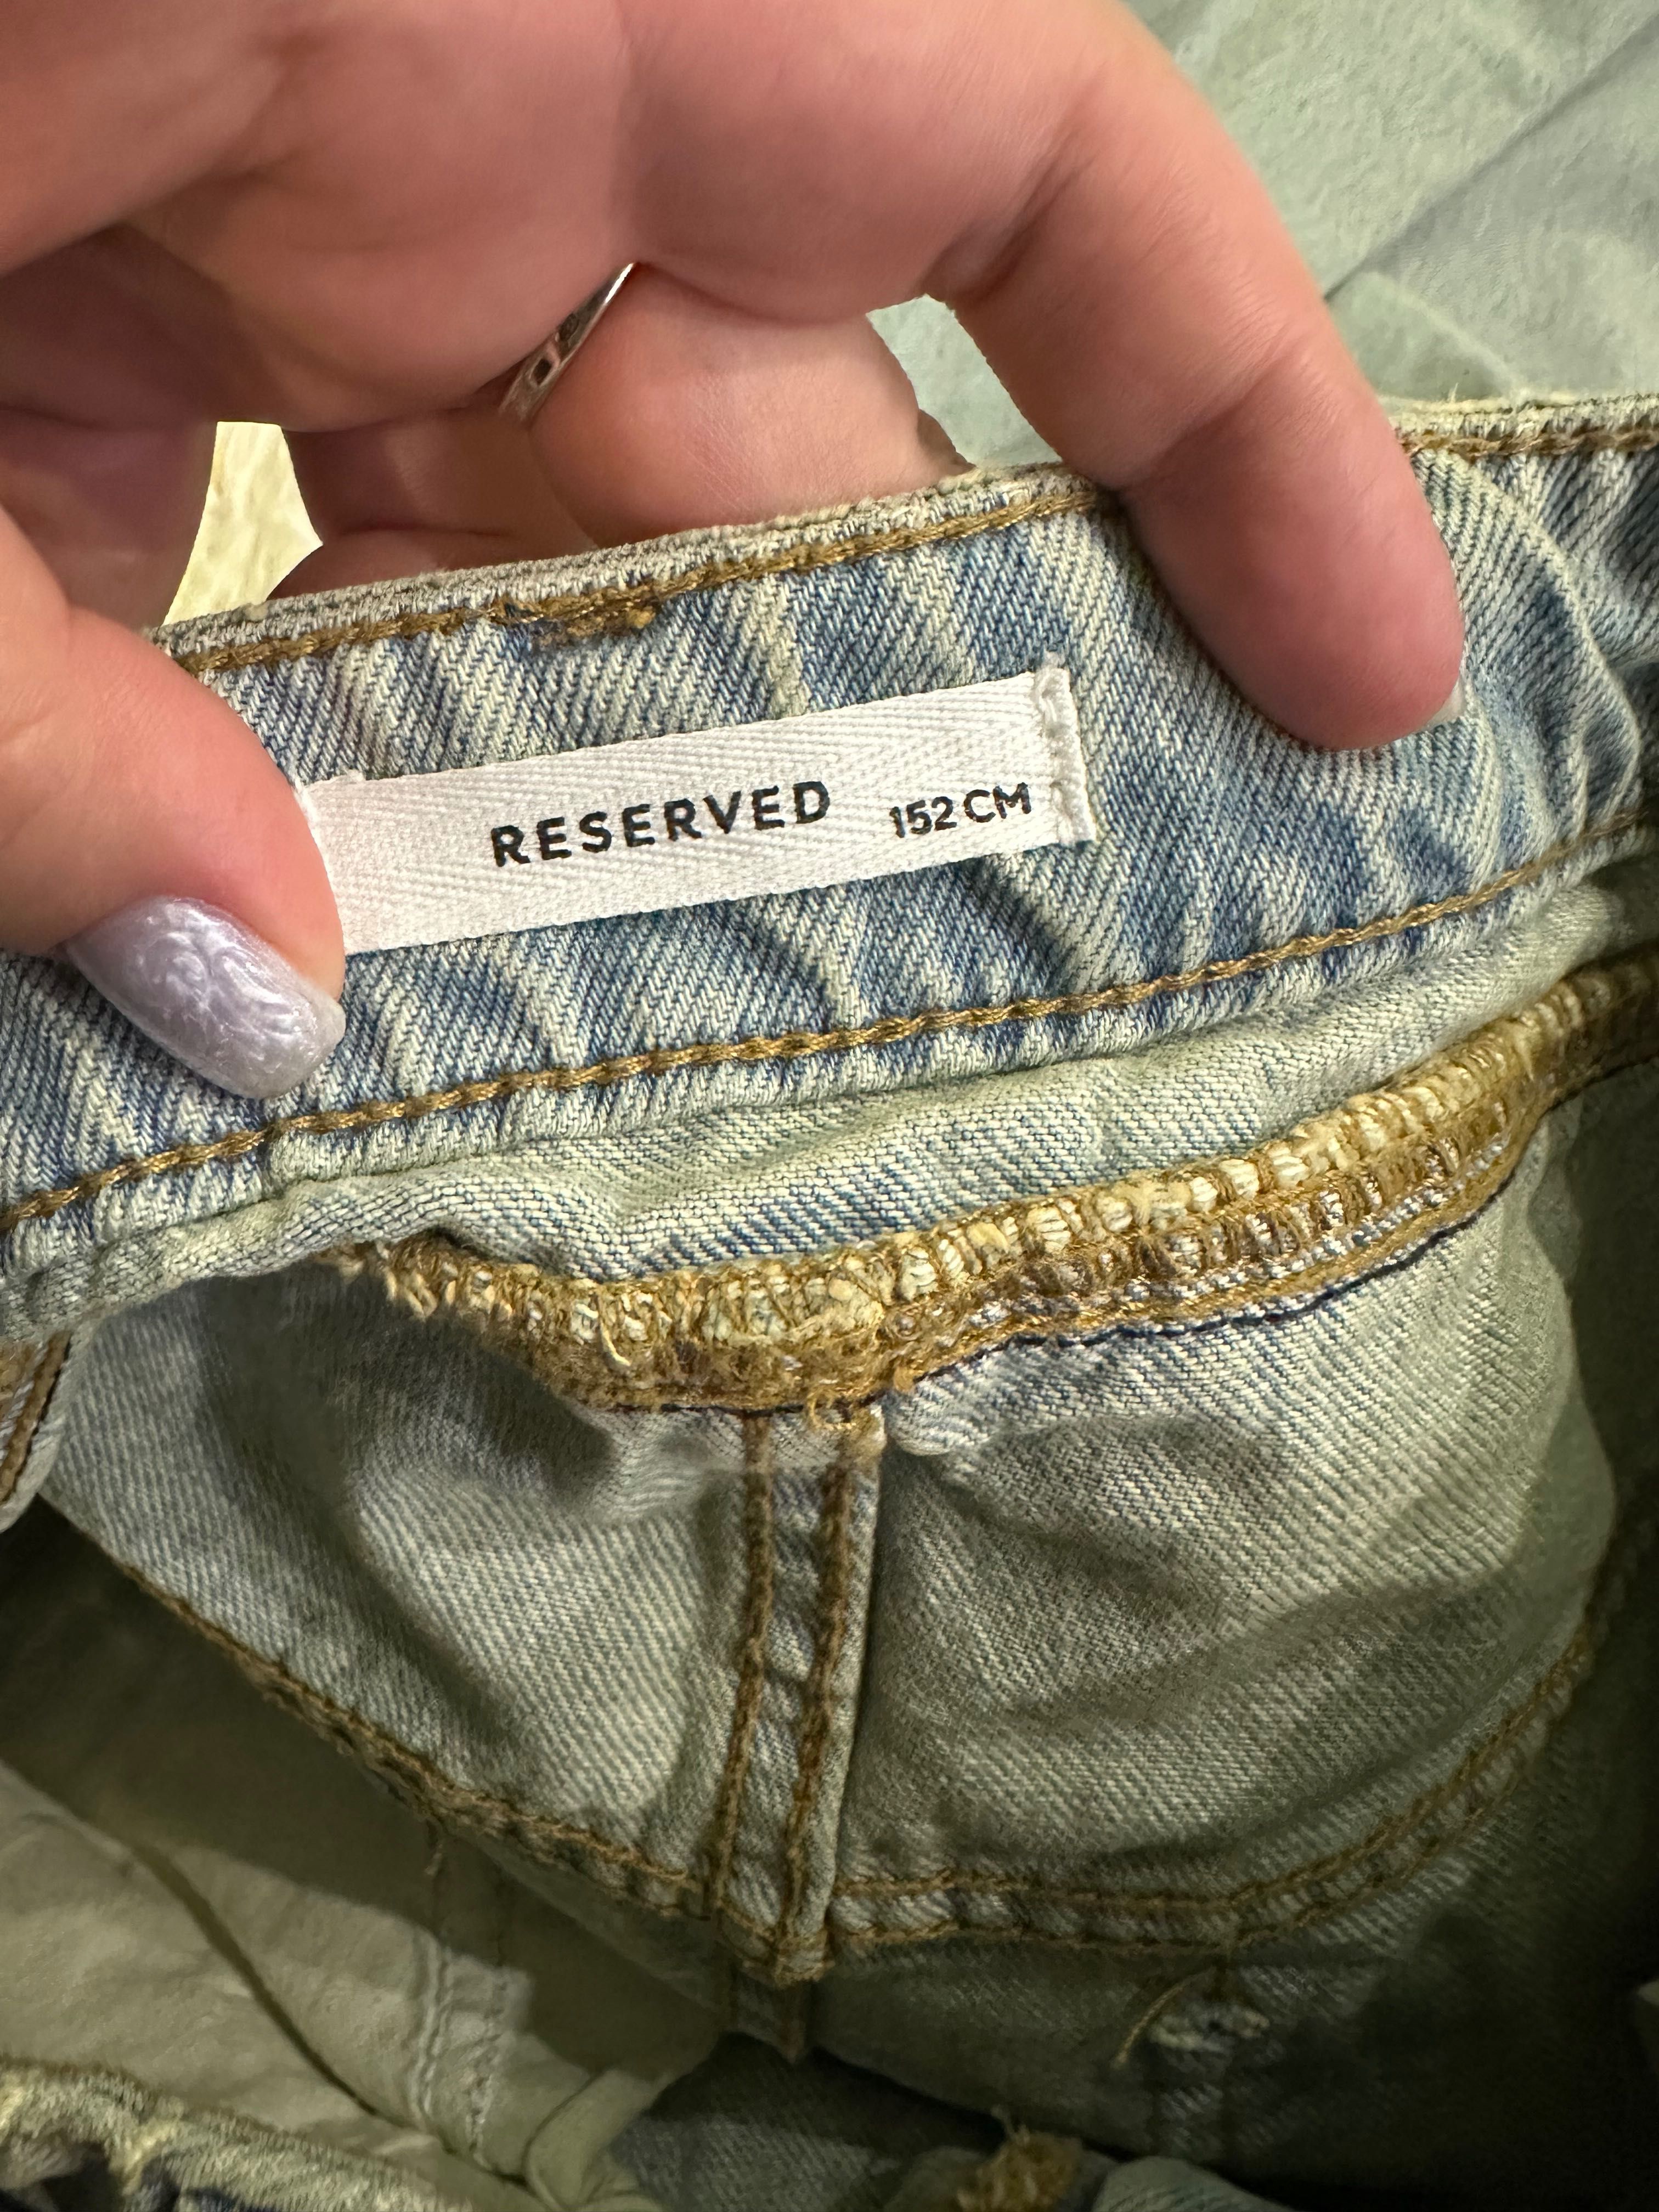 RESERVED 152 CM